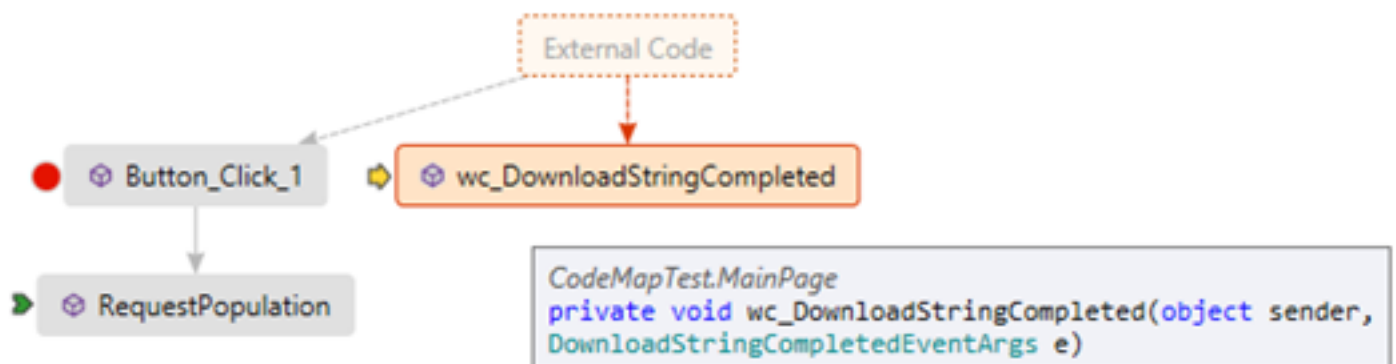 External Code
Button_Click_1
wc_DownloadStringCompleted
RequestPopulation
CodeMapTest.MainPage
private void wc_DownloadStringCompleted(object sender,
DownloadStringCompletedEventArgs e)